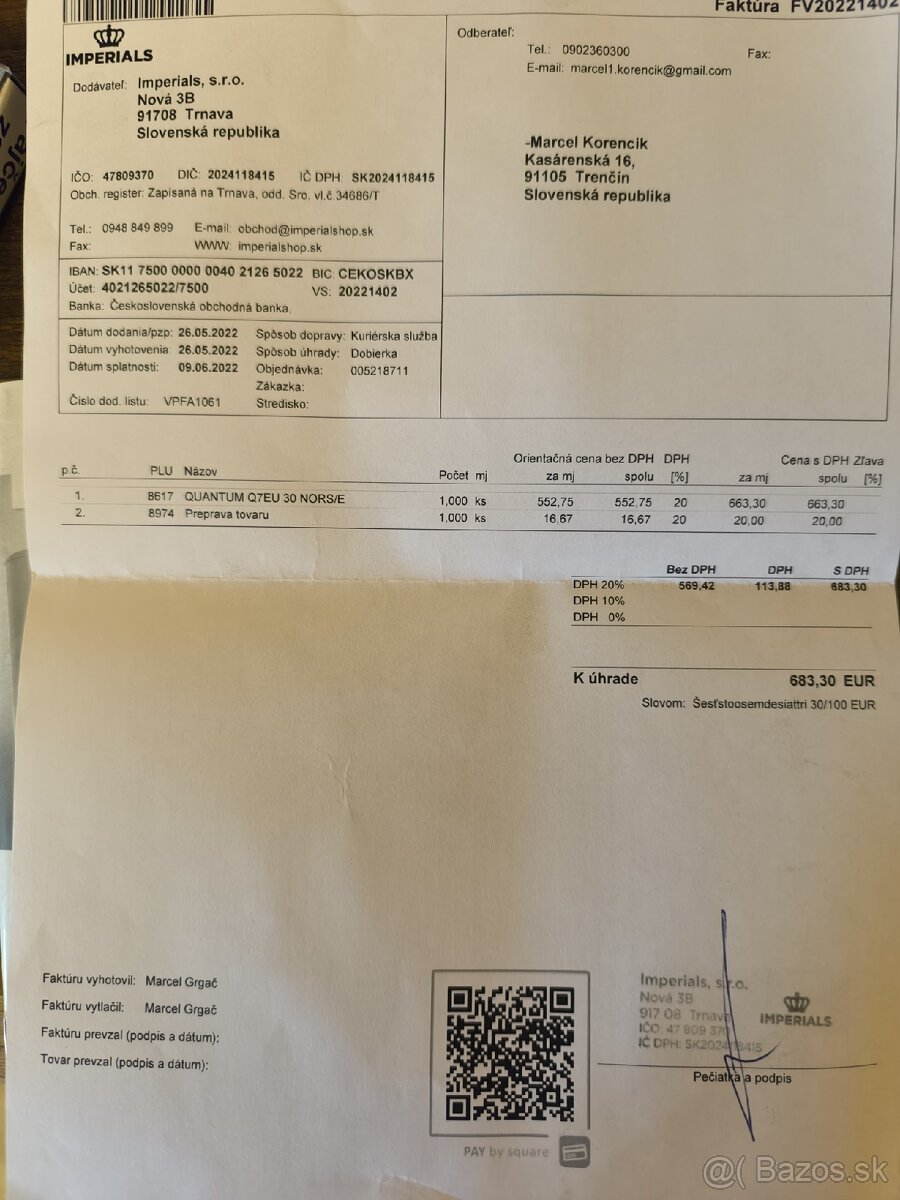 Faktúra FV20221402
IMPERIALS
Dodávateľ: Imperials, s.r.o.
Nová 3B
91708 Trnava
Slovenská republika
IČO: 47809370 DIČ: 2024118415 IČ DPH: SK2024118415
Obch. register: Zapísaná na Trnava, odd. Sro, vl.č.34686/T
Tel.: 0948 849 899 E-mail: obchod@imperialshop.sk
Fax: WWW: imperialshop.sk
IBAN: SK11 7500 0000 0040 2126 5022 BIC: CEKOSKBX
Účet: 4021265022/7500 VS: 20221402
Banka: Československá obchodná banka,
Dátum dodania/pzp: 26.05.2022 Spôsob dopravy: Kuriérska služba
Dátum vyhotovenia: 26.05.2022 Spôsob úhrady: Dobierka
Dátum splatnosti: 09.06.2022 Objednávka: 005218711
Zákazka:
Číslo dod. listu: VPFA1061 Stredisko:
Odberateľ:
Tel.: 0902360300 Fax:
E-mail: marcel1.korencik@gmail.com
-Marcel Korencik
Kasárenská 16,
91105 Trenčín
Slovenská republika
Orientačná cena bez DPH DPH Cena s DPH Zľava
p.č. PLU Názov Počet mj za mj spolu [%] za mj spolu [%]
1. 8617 QUANTUM Q7EU 30 NORS/E 1,000 ks 552,75 552,75 20 663,30 663,30
2. 8974 Preprava tovaru 1,000 ks 16,67 16,67 20 20,00 20,00
Bez DPH DPH S DPH
DPH 20% 569,42 113,88 683,30
DPH 10%
DPH 0%
K úhrade 683,30 EUR
Slovom: Šesťstoosemdesiattri 30/100 EUR
Faktúru vyhotovil: Marcel Grgač
Faktúru vytlačil: Marcel Grgač
Faktúru prevzal (podpis a dátum):
Tovar prevzal (podpis a dátum):
PAY by square
Imperials, s.r.o.
Nová 3B
917 08 Trnava
IČO: 47 809 370
IČ DPH: SK2024118415
IMPERIALS
Pečiatka a podpis
@( Bazos.sk